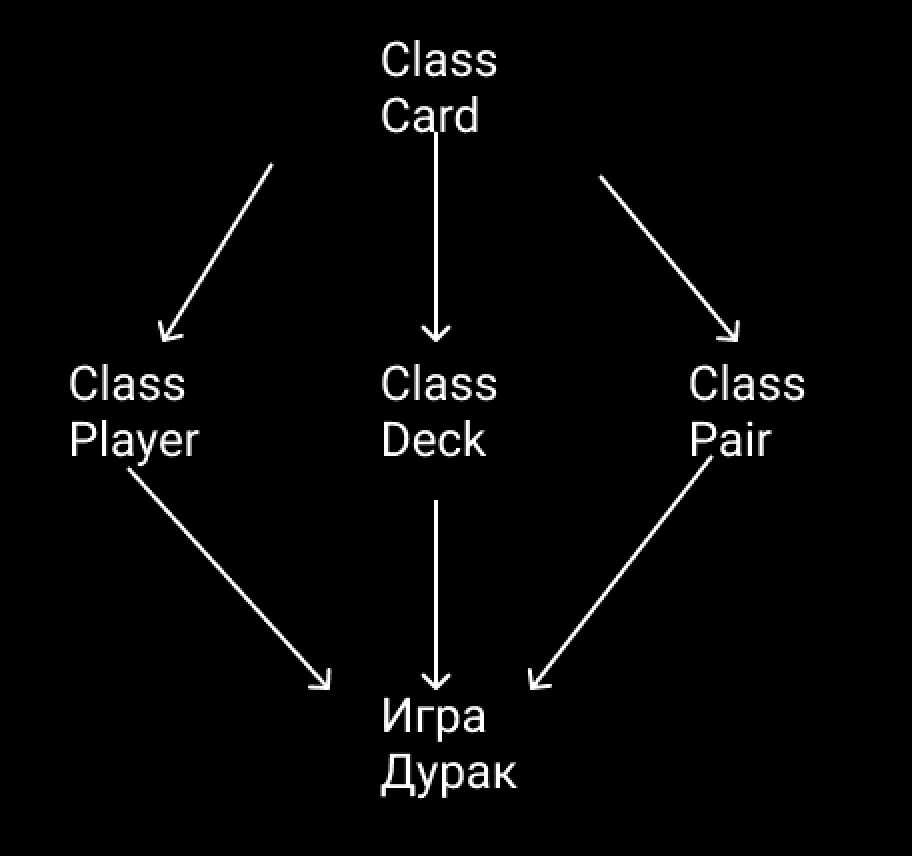 Class
Card
Class
Player
Class
Deck
Class
Pair
Игра
Дурак